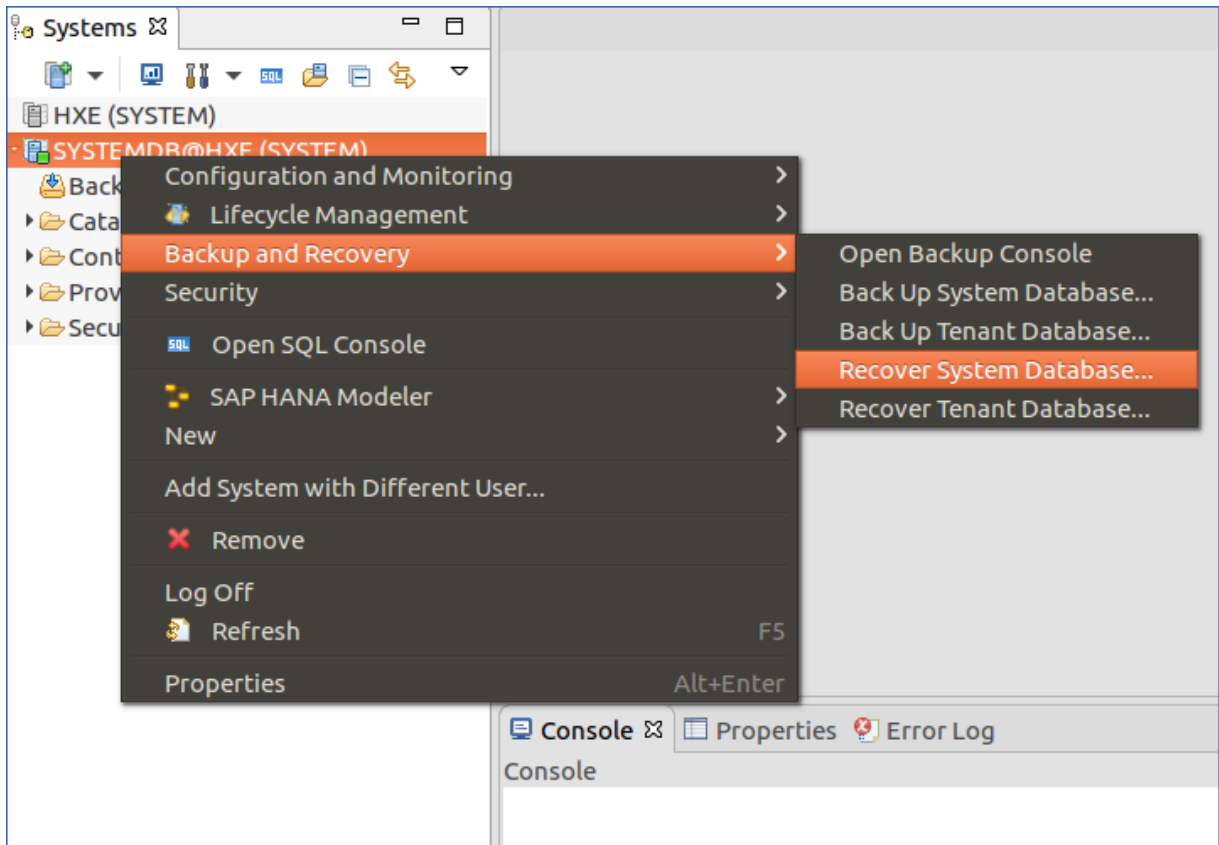 Systems
SQL
HXE (SYSTEM)
SYSTEMDB@HXE (SYSTEM)
Back
Cata
Cont
Prov
Secu
Configuration and Monitoring
Lifecycle Management
Backup and Recovery
Security
SQL Open SQL Console
SAP HANA Modeler
New
Add System with Different User...
Remove
Log Off
Refresh F5
Properties Alt+Enter
Open Backup Console
Back Up System Database...
Back Up Tenant Database...
Recover System Database...
Recover Tenant Database...
Console Properties Error Log
Console